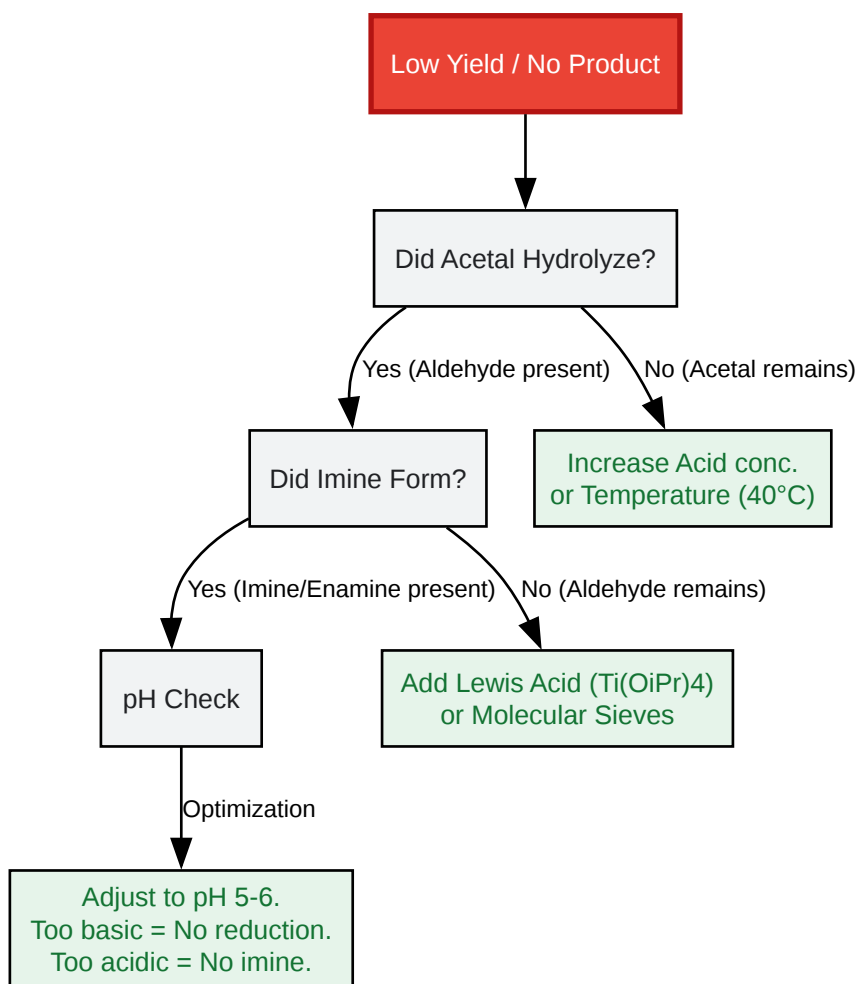 Low Yield / No Product
Did Acetal Hydrolyze?
Yes (Aldehyde present)
No (Acetal remains)
Did Imine Form?
Increase Acid conc.
or Temperature (40°C)
Yes (Imine/Enamine present)
No (Aldehyde remains)
pH Check
Add Lewis Acid (Ti(OiPr)4)
or Molecular Sieves
Optimization
Adjust to pH 5-6.
Too basic = No reduction.
Too acidic = No imine.